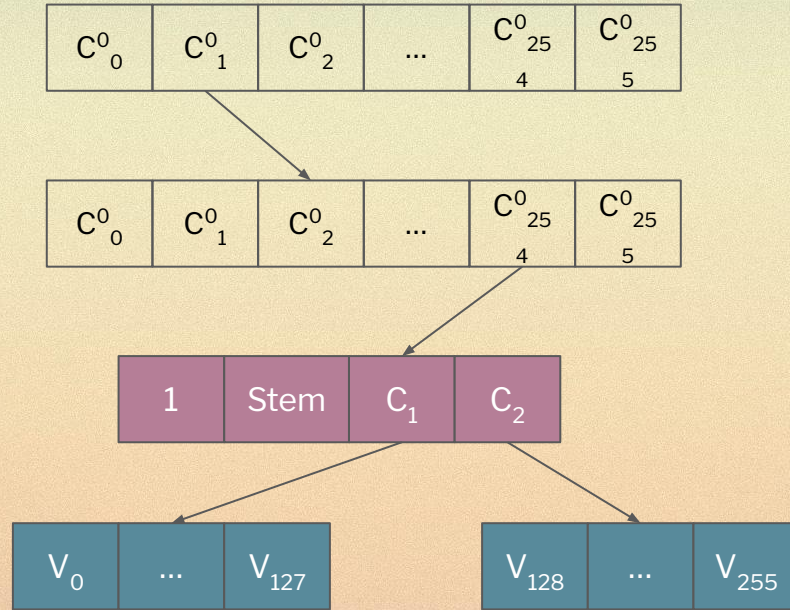 C⁰₀ C⁰₁ C⁰₂ ... C⁰₂₅₄ C⁰₂₅₅
C⁰₀ C⁰₁ C⁰₂ ... C⁰₂₅₄ C⁰₂₅₅
1 Stem C₁ C₂
V₀ ... V₁₂₇ V₁₂₈ ... V₂₅₅